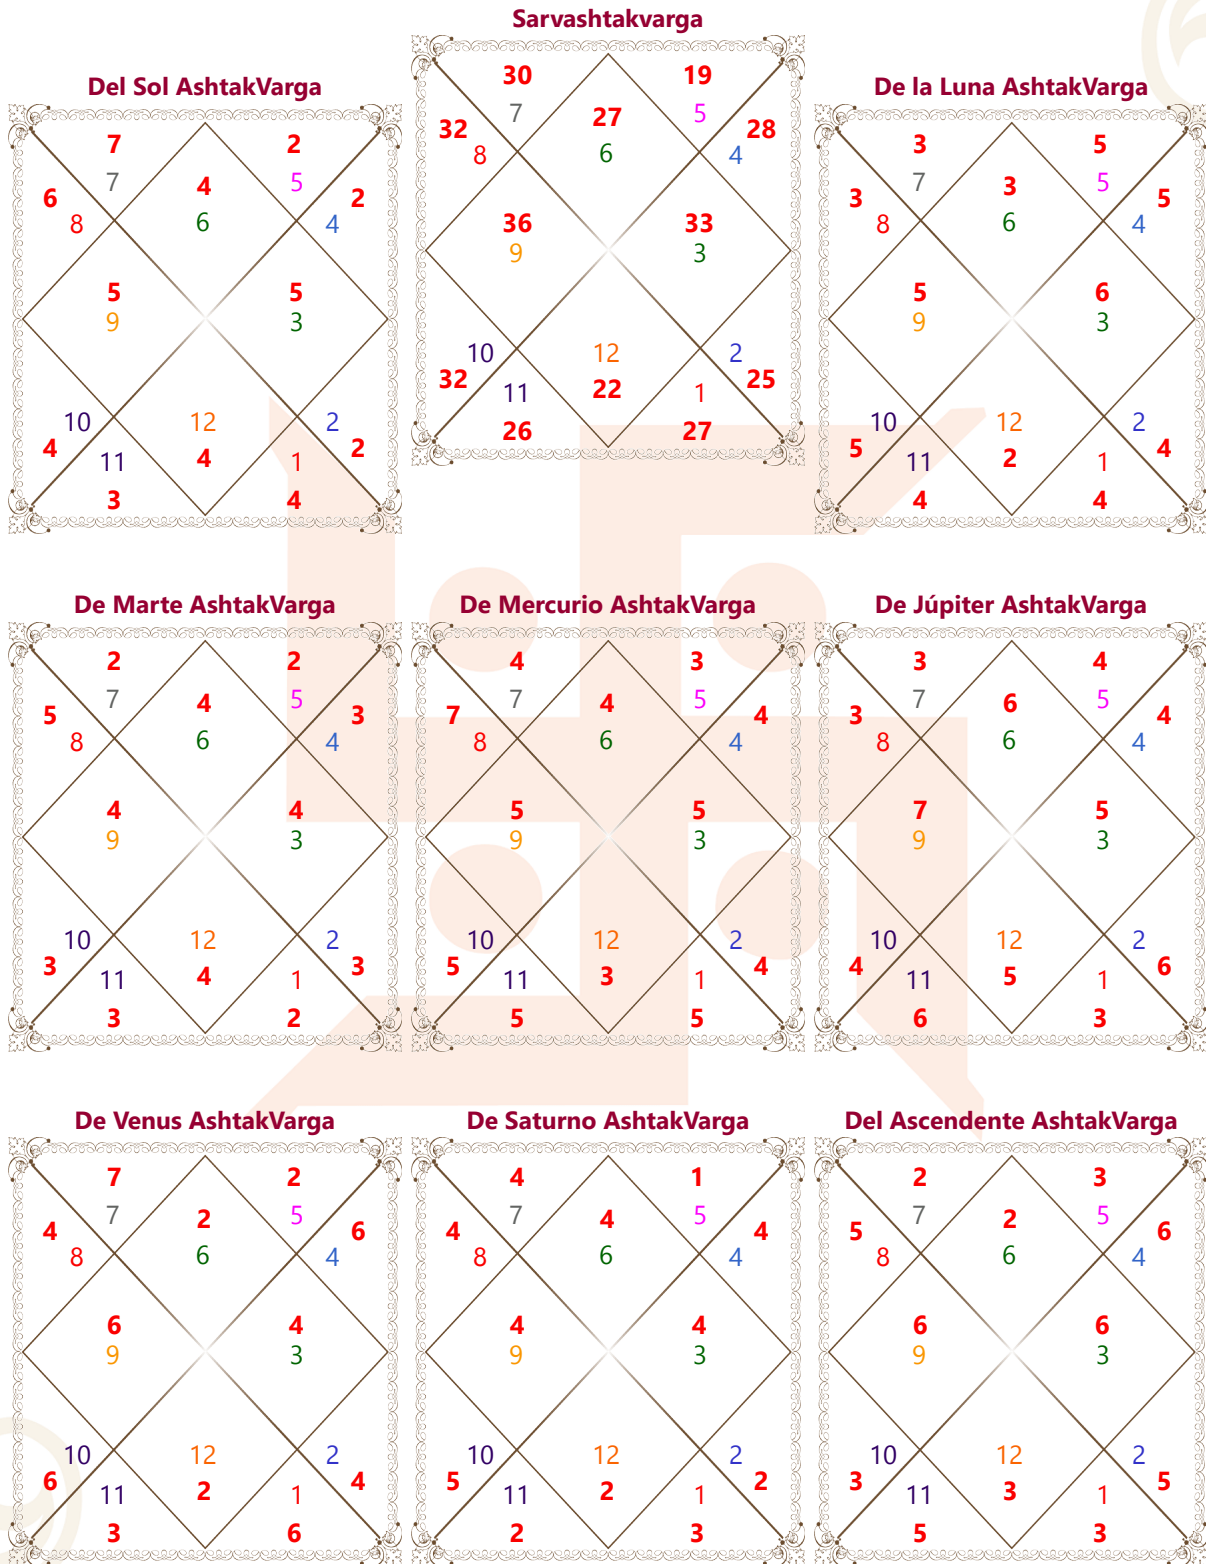 Sarvashtakvarga
30 19
7 27 5
32 28
8 6 4
36 33
9 3
10 12 2
32 22 25
11 1
26 27
Del Sol AshtakVarga
7 2
7 4 5
6 2
8 6 4
5 5
9 3
10 12 2
4 4 2
11 1
3 4
De la Luna AshtakVarga
3 5
7 3 5
3 5
8 6 4
5 6
9 3
10 12 2
5 2 4
11 1
4 4
De Marte AshtakVarga
2 2
7 4 5
5 3
8 6 4
4 4
9 3
10 12 2
3 4 3
11 1
3 2
De Mercurio AshtakVarga
4 3
7 4 5
7 4
8 6 4
5 5
9 3
10 12 2
5 3 4
11 1
5 5
De Júpiter AshtakVarga
3 4
7 6 5
3 4
8 6 4
7 5
9 3
10 12 2
4 5 6
11 1
6 3
De Venus AshtakVarga
7 2
7 2 5
4 6
8 6 4
6 4
9 3
10 12 2
6 2 4
11 1
3 6
De Saturno AshtakVarga
4 1
7 4 5
4 4
8 6 4
4 4
9 3
10 12 2
5 2 2
11 1
2 3
Del Ascendente AshtakVarga
2 3
7 2 5
5 6
8 6 4
6 6
9 3
10 12 2
3 3 5
11 1
5 3